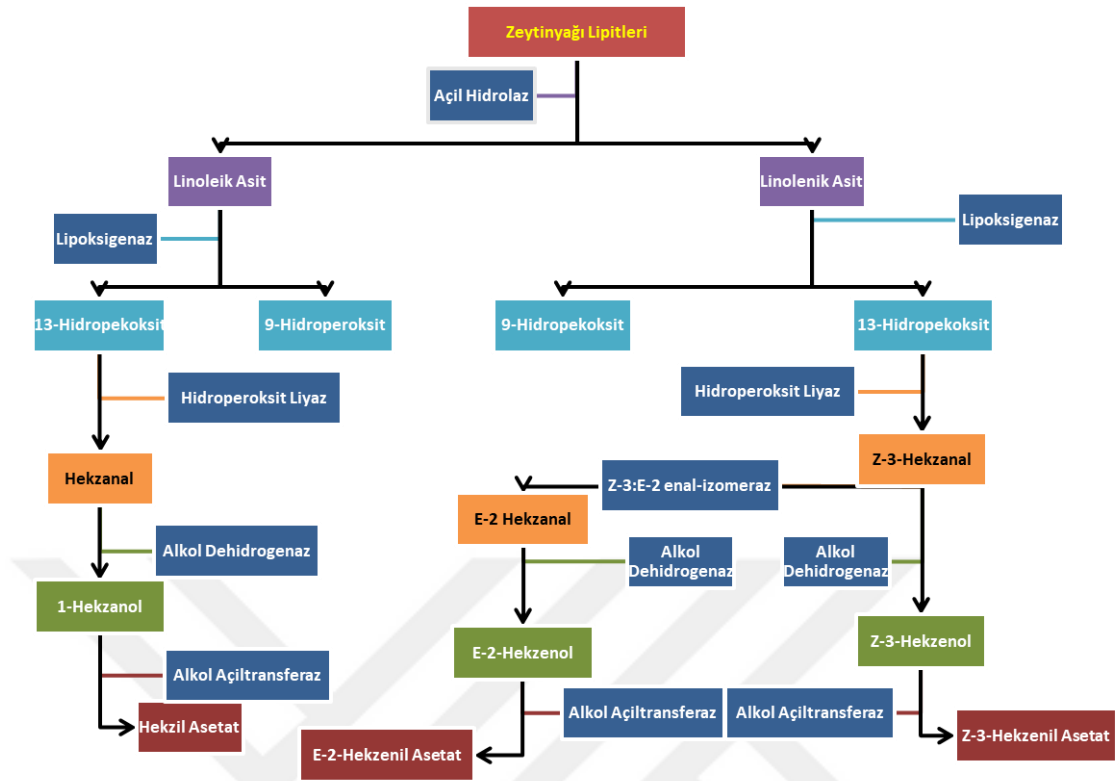 Zeytinyağı Lipitleri
Açil Hidrolaz
Linoleik Asit
Linolenik Asit
Lipoksigenaz
Lipoksigenaz
13-Hidropekoksit
9-Hidroperoksit
9-Hidropekoksit
13-Hidropekoksit
Hidroperoksit Liyaz
Hidroperoksit Liyaz
Hekzanal
Z-3-Hekzanal
Z-3:E-2 enal-izomeraz
E-2 Hekzanal
Alkol Dehidrogenaz
Alkol
Dehidrogenaz
Alkol
Dehidrogenaz
1-Hekzanol
E-2-Hekzenol
Z-3-Hekzenol
Alkol Açiltransferaz
Alkol Açiltransferaz
Alkol Açiltransferaz
Hekzil Asetat
E-2-Hekzenil Asetat
Z-3-Hekzenil Asetat